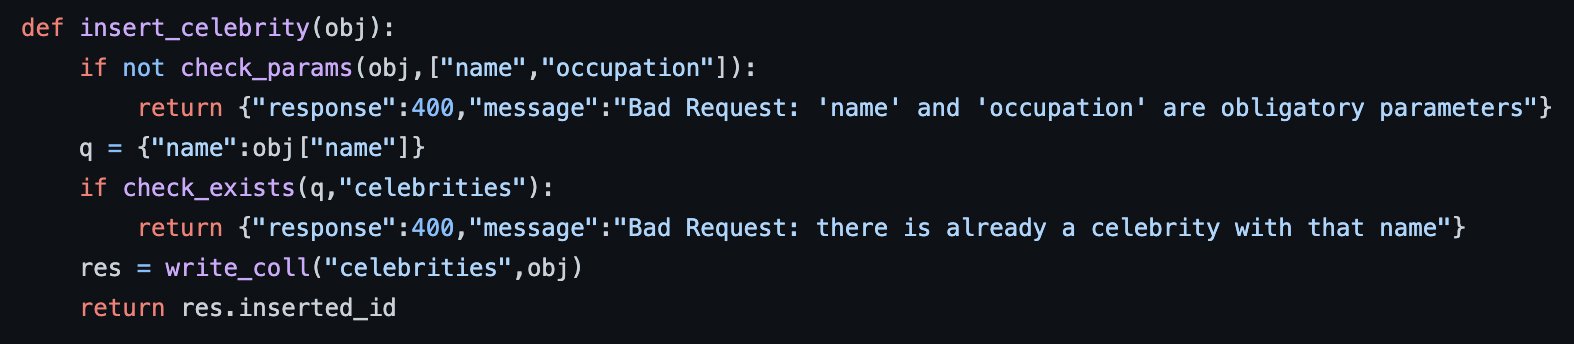 def insert_celebrity(obj):
    if not check_params(obj,["name","occupation"]):
        return {"response":400,"message":"Bad Request: 'name' and 'occupation' are obligatory parameters"}
    q = {"name":obj["name"]}
    if check_exists(q,"celebrities"):
        return {"response":400,"message":"Bad Request: there is already a celebrity with that name"}
    res = write_coll("celebrities",obj)
    return res.inserted_id